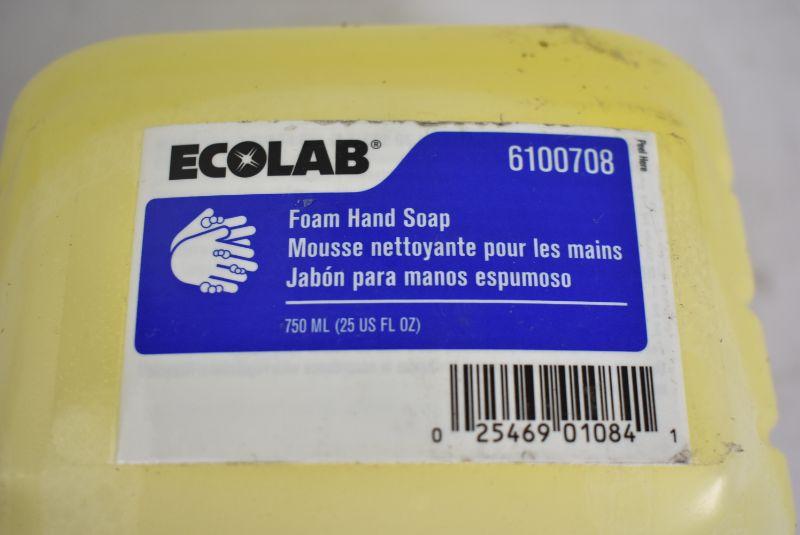 ECOLAB®
6100708
Peel Here
Foam Hand Soap
Mousse nettoyante pour les mains
Jabón para manos espumoso
750 ML (25 US FL OZ)
0 25469 01084 1